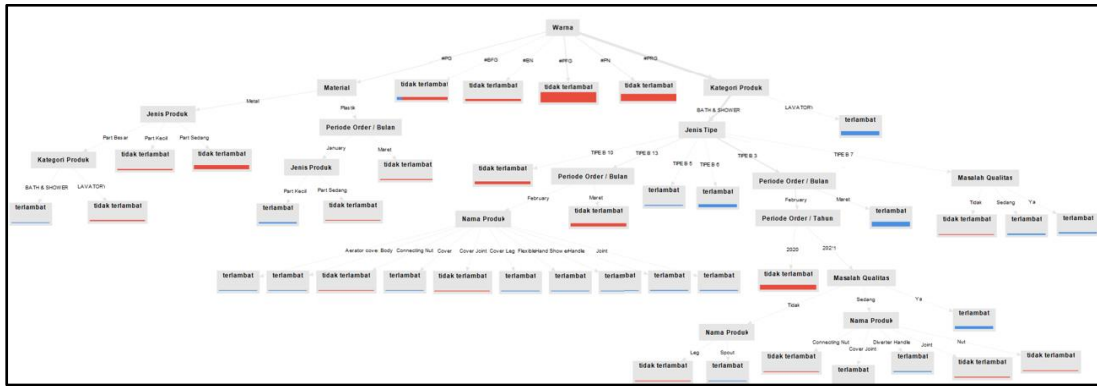 Warna
#PG #BFG #BN #PFG #PN #PRG
Material
tidak terlambat tidak terlambat tidak terlambat tidak terlambat tidak terlambat
Kategori Produk
Metal Plastik
BATH & SHOWER LAVATORY
Jenis Produk
Periode Order / Bulan
Jenis Tipe
terlambat
Part Besar Part Kecil Part Sedang
January Maret
TIPE B 10 TIPE B 13 TIPE B 5 TIPE B 6 TIPE B 3 TIPE B 7
Kategori Produk
tidak terlambat tidak terlambat
Jenis Produk
tidak terlambat
tidak terlambat
Periode Order / Bulan
terlambat terlambat
Periode Order / Bulan
Masalah Qualitas
BATH & SHOWER LAVATORY
Part Kecil Part Sedang
February Maret
February Maret
Tidak Sedang Ya
terlambat tidak terlambat
terlambat tidak terlambat
Nama Produk
tidak terlambat
Periode Order / Tahun
terlambat
tidak terlambat terlambat terlambat
Body Connecting Nut Cover Cover Joint Cover Leg Joint
2020 2021
terlambat terlambat tidak terlambat terlambat tidak terlambat terlambat terlambat terlambat terlambat terlambat
tidak terlambat
Masalah Qualitas
Tidak Sedang Ya
Nama Produk
Nama Produk
terlambat
Leg Spout
Connecting Nut Cover Joint Diverter Handle Joint Nut
tidak terlambat terlambat
tidak terlambat terlambat terlambat tidak terlambat tidak terlambat